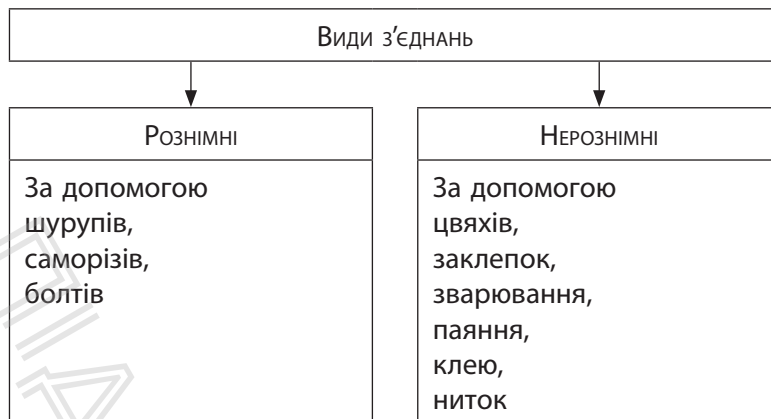 Види з’єднань
Рознімні
За допомогою
шурупів,
саморізів,
болтів
Нерознімні
За допомогою
цвяхів,
заклепок,
зварювання,
паяння,
клею,
ниток